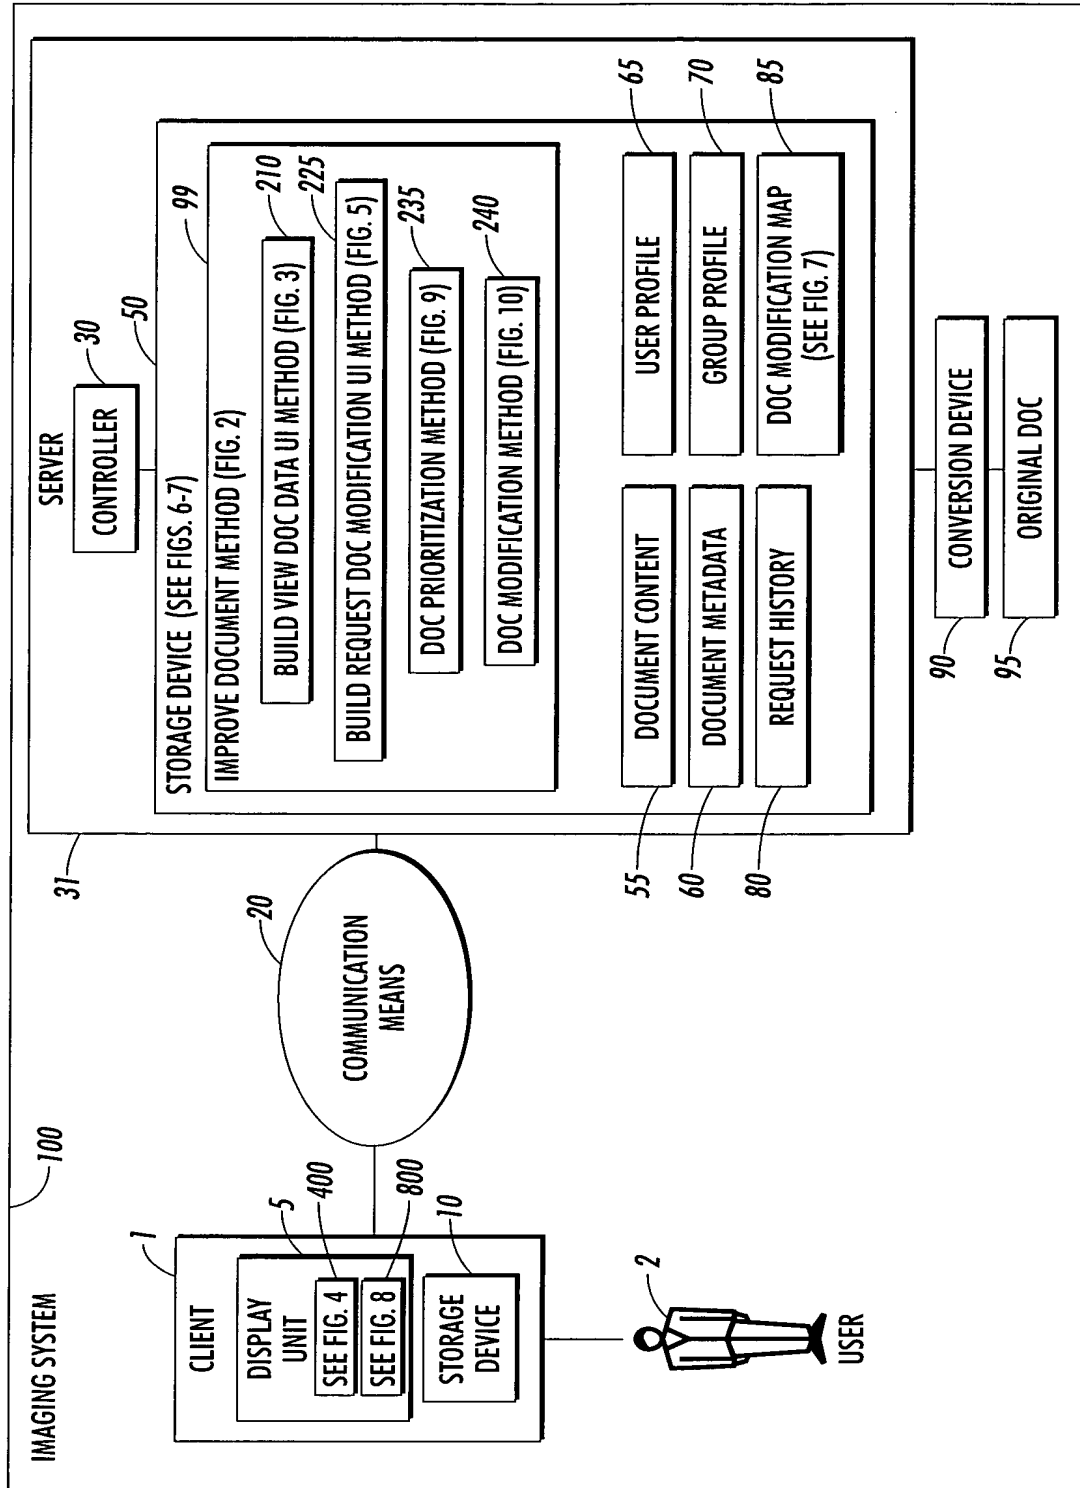 IMAGING SYSTEM
100
1
CLIENT
DISPLAY
UNIT
5
SEE FIG. 4
400
SEE FIG. 8
800
STORAGE
DEVICE
10
2
USER
20
COMMUNICATION
MEANS
31
SERVER
CONTROLLER
30
50
STORAGE DEVICE (SEE FIGS. 6-7)
99
IMPROVE DOCUMENT METHOD (FIG. 2)
210
BUILD VIEW DOC DATA UI METHOD (FIG. 3)
225
BUILD REQUEST DOC MODIFICATION UI METHOD (FIG. 5)
235
DOC PRIORITIZATION METHOD (FIG. 9)
240
DOC MODIFICATION METHOD (FIG. 10)
55
DOCUMENT CONTENT
USER PROFILE
65
60
DOCUMENT METADATA
GROUP PROFILE
70
80
REQUEST HISTORY
DOC MODIFICATION MAP
(SEE FIG. 7)
85
90
CONVERSION DEVICE
95
ORIGINAL DOC